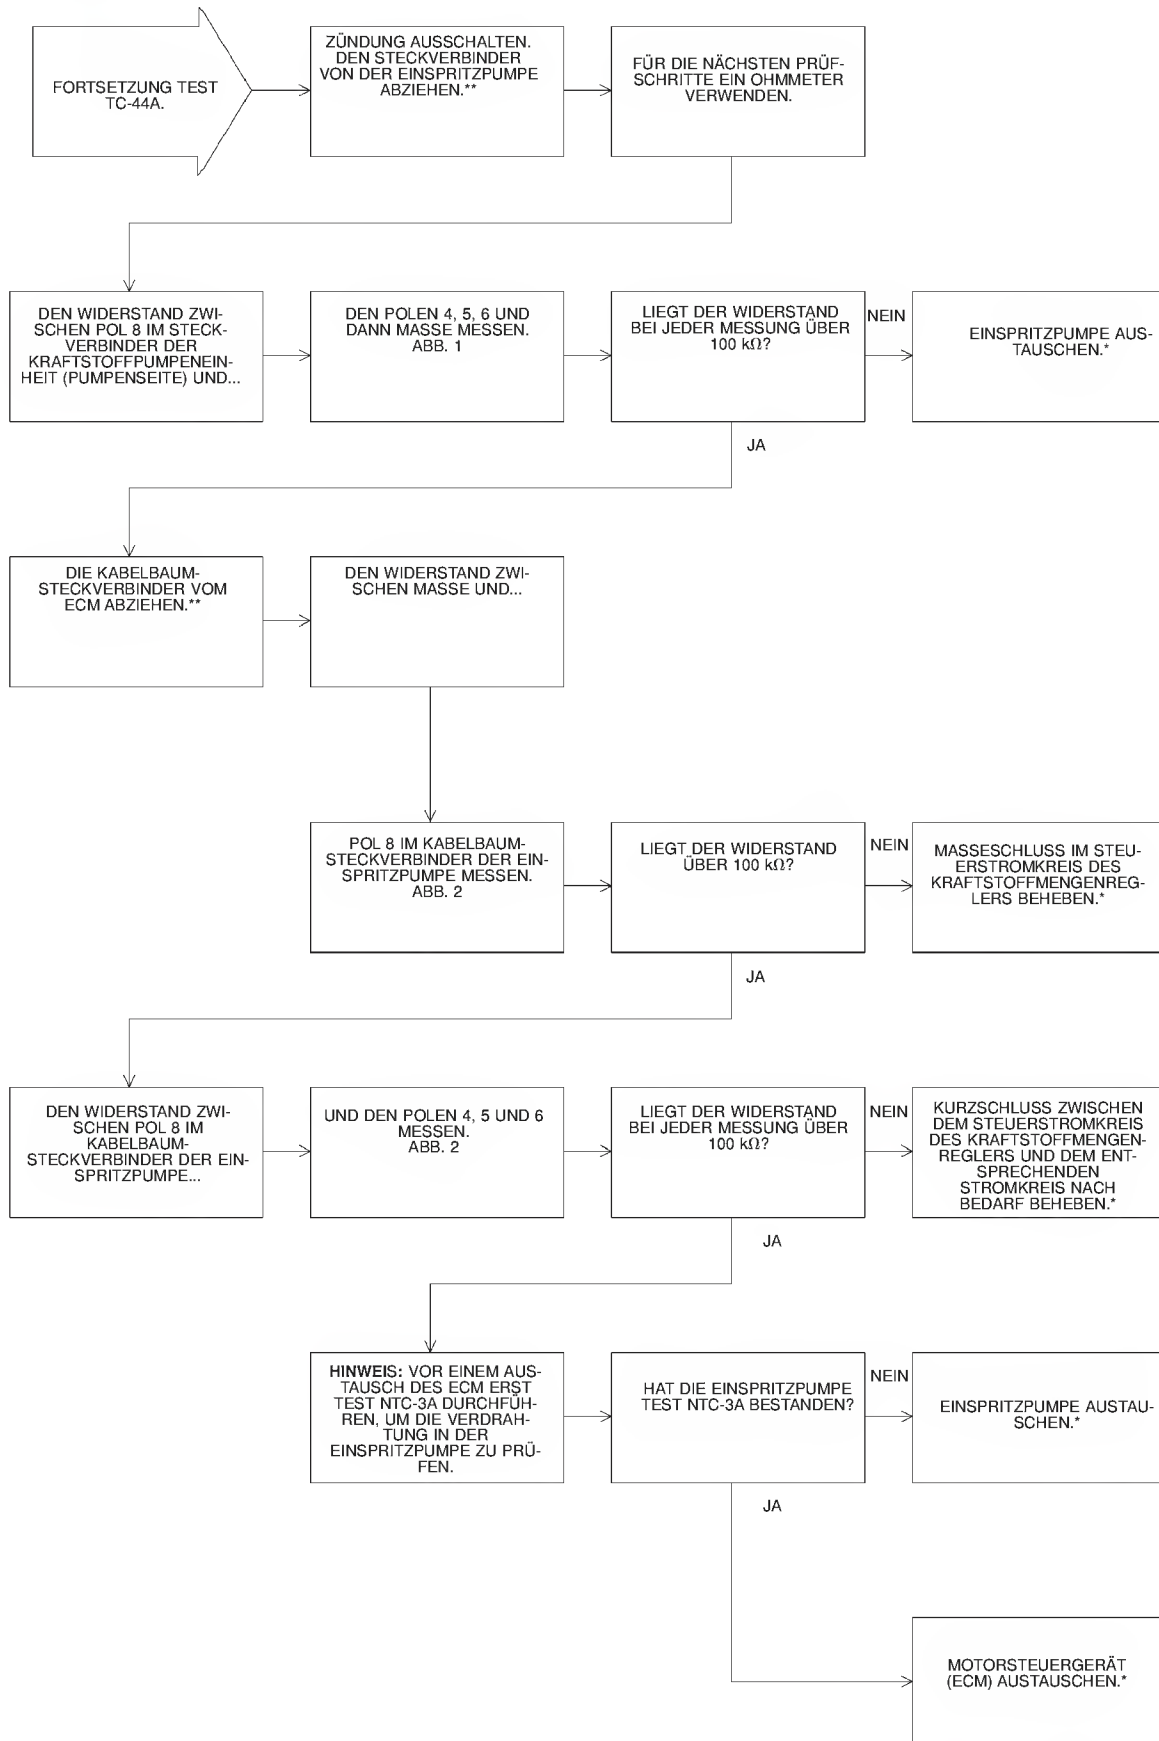 FORTSETZUNG TEST
TC-44A.
ZÜNDUNG AUSSCHALTEN.
DEN STECKVERBINDER
VON DER EINSPRITZPUMPE
ABZIEHEN.**
FÜR DIE NÄCHSTEN PRÜF-
SCHRITTE EIN OHMMETER
VERWENDEN.
DEN WIDERSTAND ZWI-
SCHEN POL 8 IM STECK-
VERBINDER DER
KRAFTSTOFFPUMPENEIN-
HEIT (PUMPENSEITE) UND...
DEN POLEN 4, 5, 6 UND
DANN MASSE MESSEN.
ABB. 1
LIEGT DER WIDERSTAND
BEI JEDER MESSUNG ÜBER
100 kΩ?
NEIN
EINSPRITZPUMPE AUS-
TAUSCHEN.*
JA
DIE KABELBAUM-
STECKVERBINDER VOM
ECM ABZIEHEN.**
DEN WIDERSTAND ZWI-
SCHEN MASSE UND...
POL 8 IM KABELBAUM-
STECKVERBINDER DER EIN-
SPRITZPUMPE MESSEN.
ABB. 2
LIEGT DER WIDERSTAND
ÜBER 100 kΩ?
NEIN
MASSESCHLUSS IM STEU-
ERSTROMKREIS DES
KRAFTSTOFFMENGENREG-
LERS BEHEBEN.*
JA
DEN WIDERSTAND ZWI-
SCHEN POL 8 IM
KABELBAUM-
STECKVERBINDER DER EIN-
SPRITZPUMPE...
UND DEN POLEN 4, 5 UND 6
MESSEN.
ABB. 2
LIEGT DER WIDERSTAND
BEI JEDER MESSUNG ÜBER
100 kΩ?
NEIN
KURZSCHLUSS ZWISCHEN
DEM STEUERSTROMKREIS
DES KRAFTSTOFFMENGEN-
REGLERS UND DEM ENT-
SPRECHENDEN
STROMKREIS NACH
BEDARF BEHEBEN.*
JA
HINWEIS: VOR EINEM AUS-
TAUSCH DES ECM ERST
TEST NTC-3A DURCHFÜH-
REN, UM DIE VERDRAH-
TUNG IN DER
EINSPRITZPUMPE ZU PRÜ-
FEN.
HAT DIE EINSPRITZPUMPE
TEST NTC-3A BESTANDEN?
NEIN
EINSPRITZPUMPE AUSTAU-
SCHEN.*
JA
MOTORSTEUERGERÄT
(ECM) AUSTAUSCHEN.*